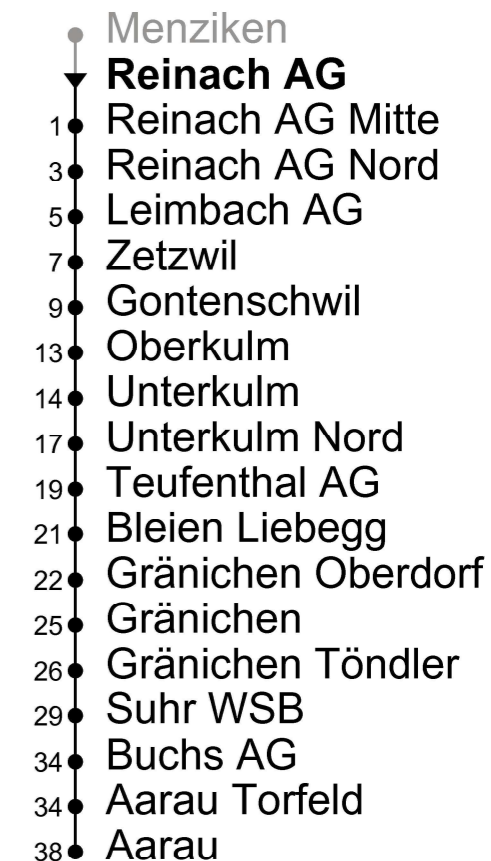 Menziken
Reinach AG
1 Reinach AG Mitte
3 Reinach AG Nord
5 Leimbach AG
7 Zetzwil
9 Gontenschwil
13 Oberkulm
14 Unterkulm
17 Unterkulm Nord
19 Teufenthal AG
21 Bleien Liebegg
22 Gränichen Oberdorf
25 Gränichen
26 Gränichen Töndler
29 Suhr WSB
34 Buchs AG
34 Aarau Torfeld
38 Aarau